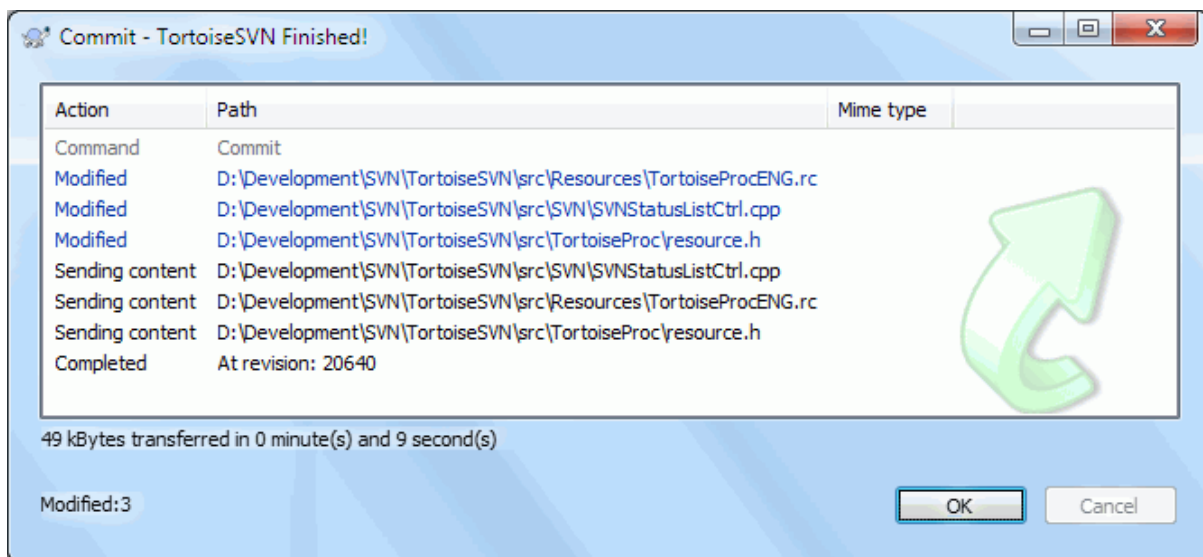 Commit - TortoiseSVN Finished!
Action Path Mime type
Command Commit
Modified D:\Development\SVN\TortoiseSVN\src\Resources\TortoiseProcENG.rc
Modified D:\Development\SVN\TortoiseSVN\src\SVN\SVNStatusListCtrl.cpp
Modified D:\Development\SVN\TortoiseSVN\src\TortoiseProc\resource.h
Sending content D:\Development\SVN\TortoiseSVN\src\SVN\SVNStatusListCtrl.cpp
Sending content D:\Development\SVN\TortoiseSVN\src\Resources\TortoiseProcENG.rc
Sending content D:\Development\SVN\TortoiseSVN\src\TortoiseProc\resource.h
Completed At revision: 20640
49 kBytes transferred in 0 minute(s) and 9 second(s)
Modified:3 OK Cancel